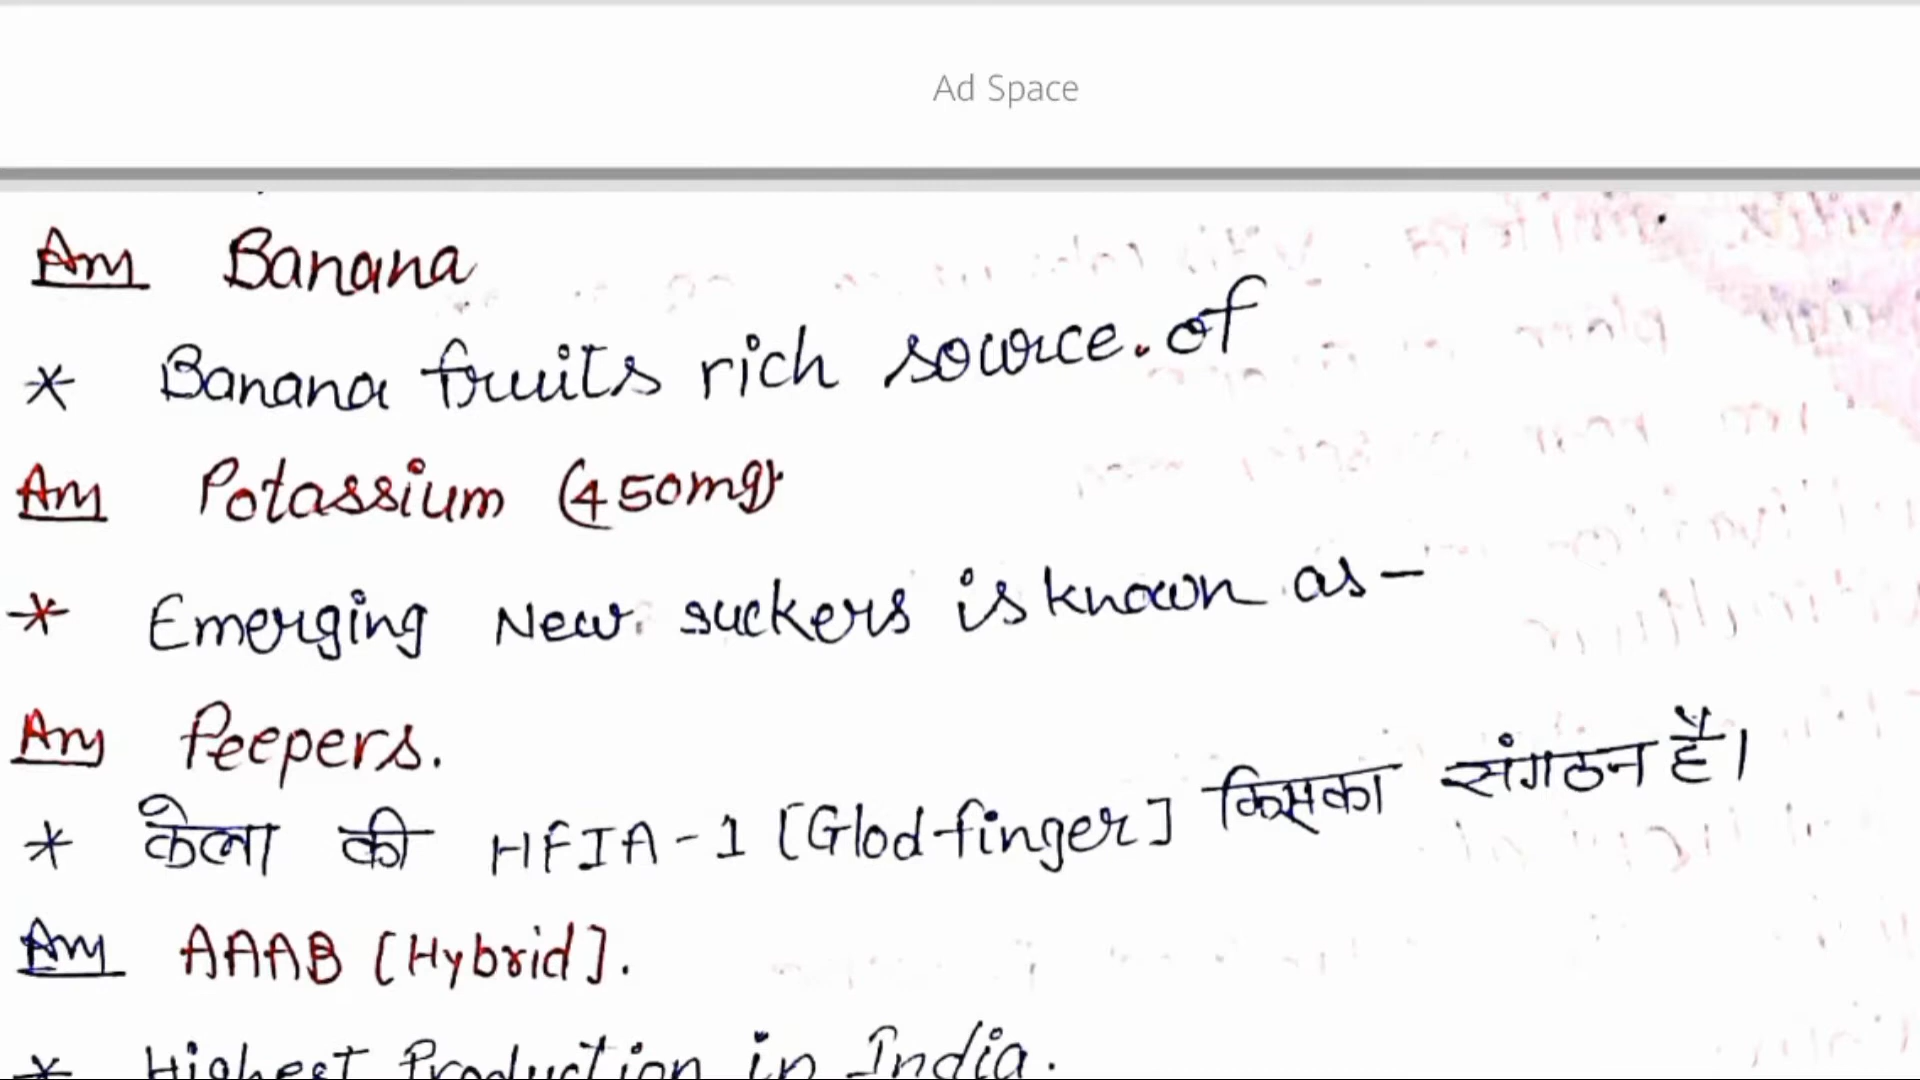 Ad Space
Ans Banana
* Banana fruits rich source. of
Ans Potassium (450mg)
* Emerging New suckers is known as -
Ans Peepers.
* केला की HFIA-1 [Glod-finger] किसका संगठन है।
Ans AAAB [Hybrid].
* Highest Production in India.